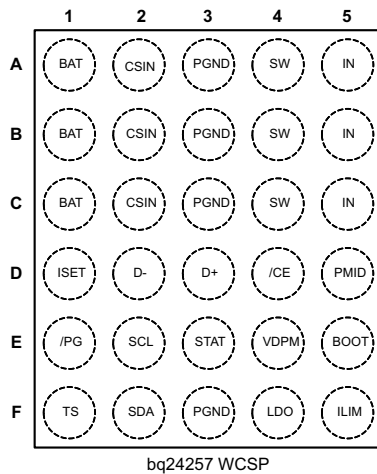 1 2 3 4 5
A BAT CSIN PGND SW IN
B BAT CSIN PGND SW IN
C BAT CSIN PGND SW IN
D ISET D- D+ /CE PMID
E /PG SCL STAT VDPM BOOT
F TS SDA PGND LDO ILIM
bq24257 WCSP